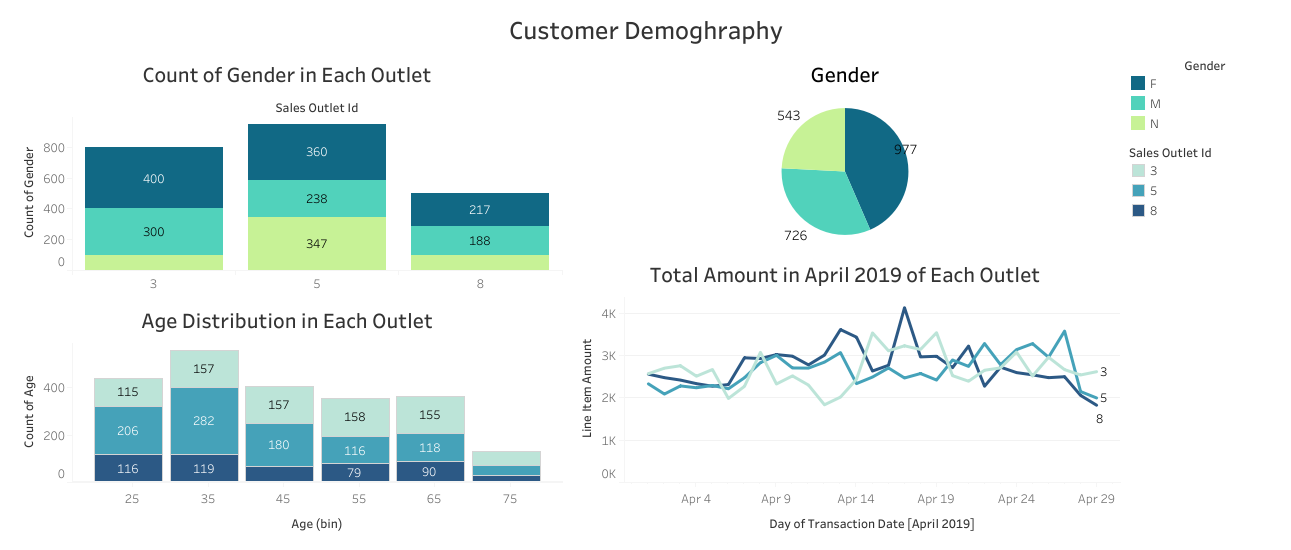 Customer Demoghraphy
Count of Gender in Each Outlet
Sales Outlet Id
Count of Gender
800
600
400
200
0
400
300
360
238
347
217
188
3
5
8
Gender
543
977
726
Gender
F
M
N
Sales Outlet Id
3
5
8
Age Distribution in Each Outlet
Count of Age
400
200
0
115
206
116
157
282
119
157
180
158
116
79
155
118
90
25
35
45
55
65
75
Age (bin)
Total Amount in April 2019 of Each Outlet
Line Item Amount
4K
3K
2K
1K
0K
3
5
8
Apr 4
Apr 9
Apr 14
Apr 19
Apr 24
Apr 29
Day of Transaction Date [April 2019]